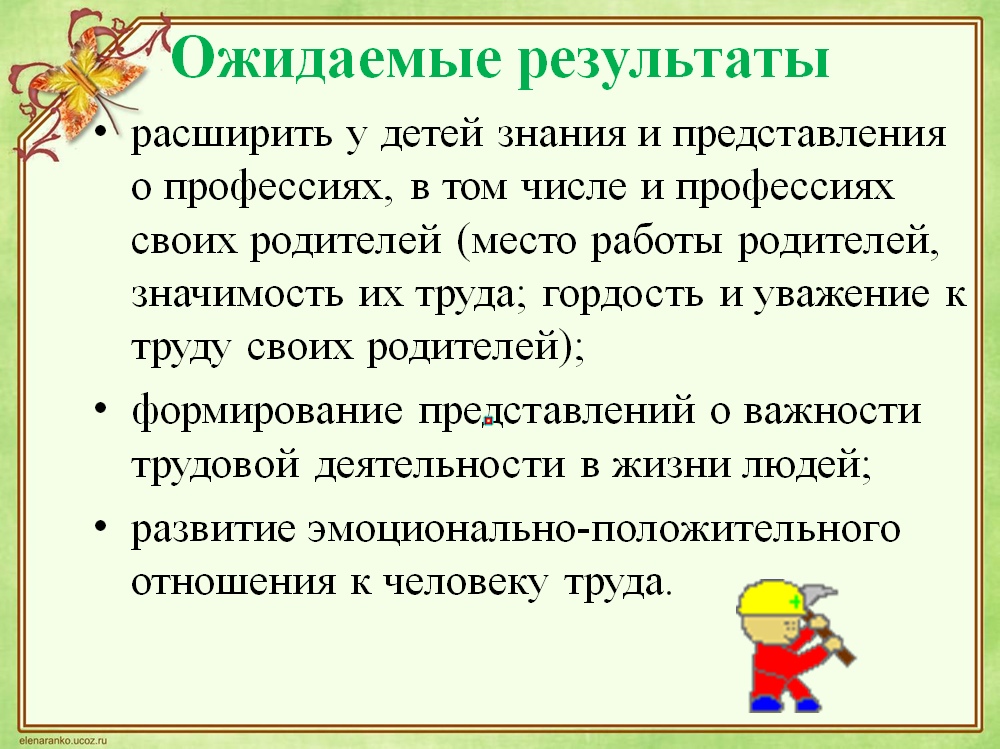 Ожидаемые результаты
• расширить у детей знания и представления
о профессиях, в том числе и профессиях
своих родителей (место работы родителей,
значимость их труда; гордость и уважение к
труду своих родителей);
• формирование представлений о важности
трудовой деятельности в жизни людей;
• развитие эмоционально-положительного
отношения к человеку труда.
elenaranko.ucoz.ru